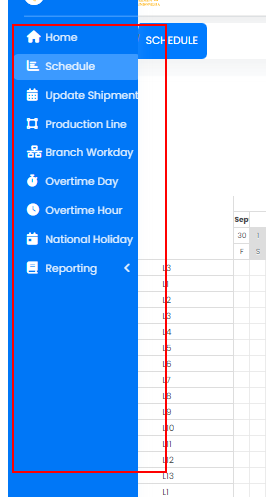 Home
SCHEDULE
Schedule
Update Shipment
Production Line
Branch Workday
Overtime Day
Overtime Hour
National Holiday
Reporting
Sep
30 1
F S
L3
L1
L2
L3
L4
L5
L6
L7
L8
L9
L10
L11
L12
L13
L1